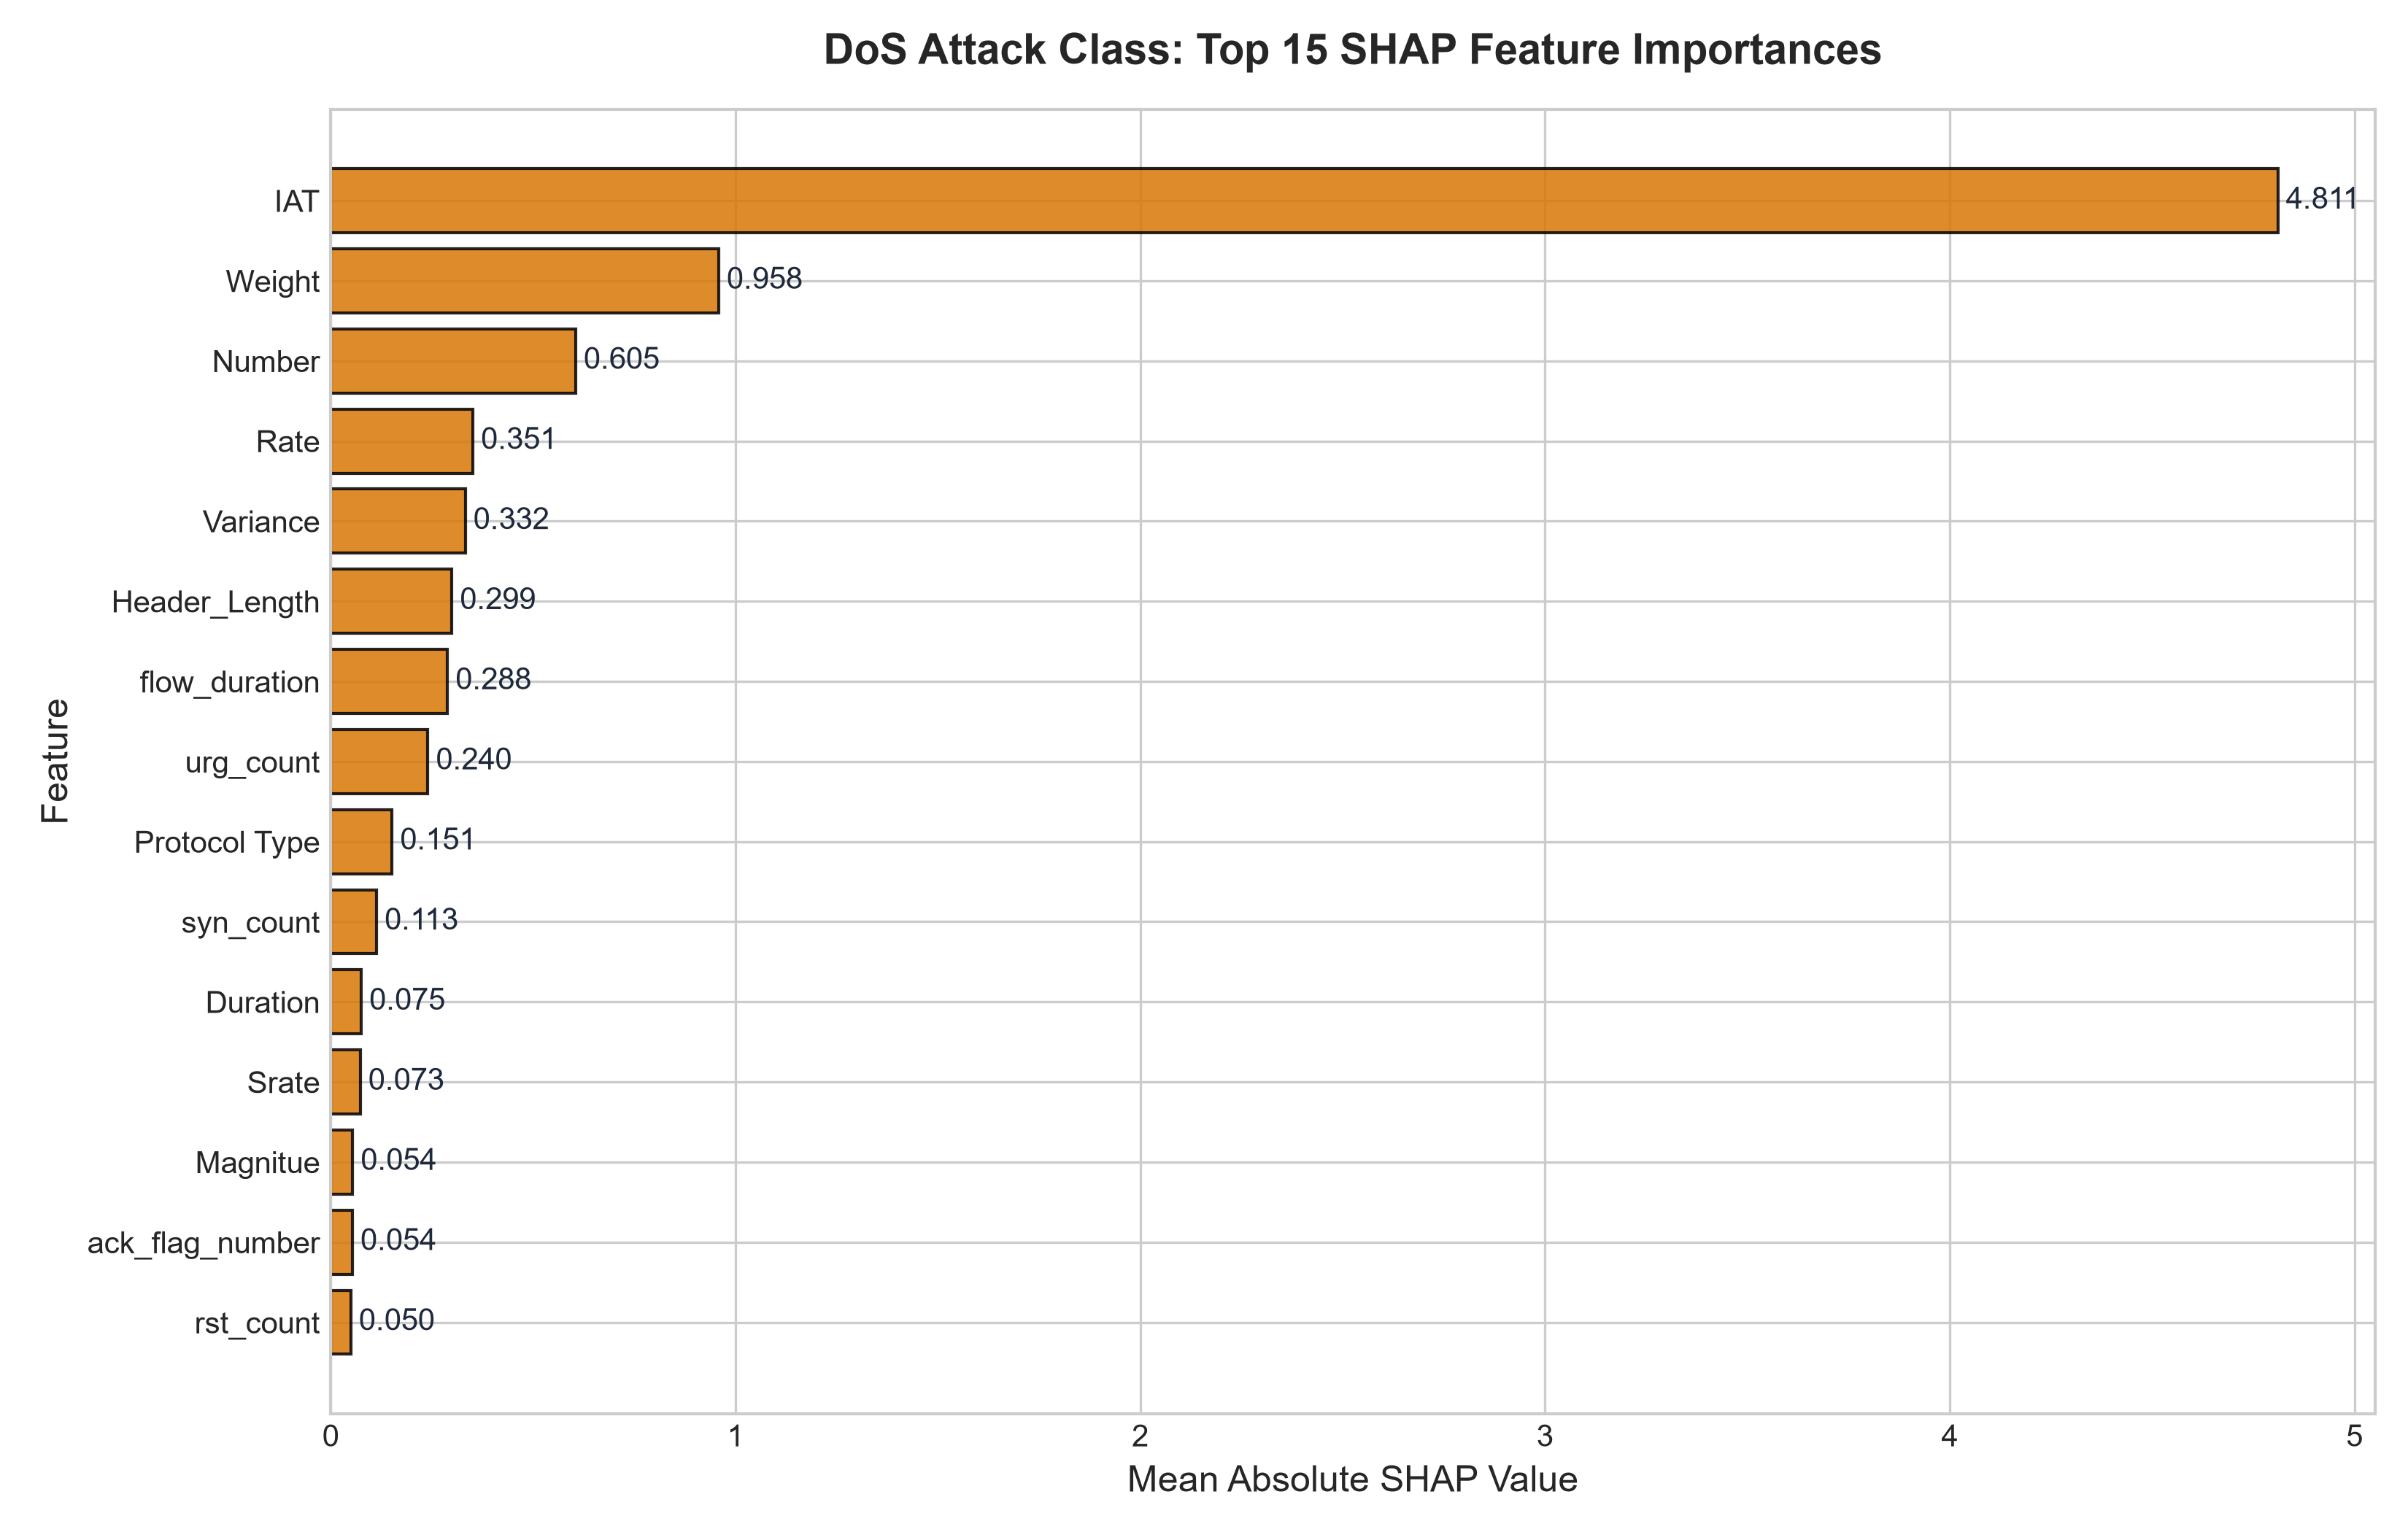 DoS Attack Class: Top 15 SHAP Feature Importances
IAT 4.811
Weight 0.958
Number 0.605
Rate 0.351
Variance 0.332
Header_Length 0.299
flow_duration 0.288
urg_count 0.240
Protocol Type 0.151
syn_count 0.113
Duration 0.075
Srate 0.073
Magnitue 0.054
ack_flag_number 0.054
rst_count 0.050
Feature
0 1 2 3 4 5
Mean Absolute SHAP Value